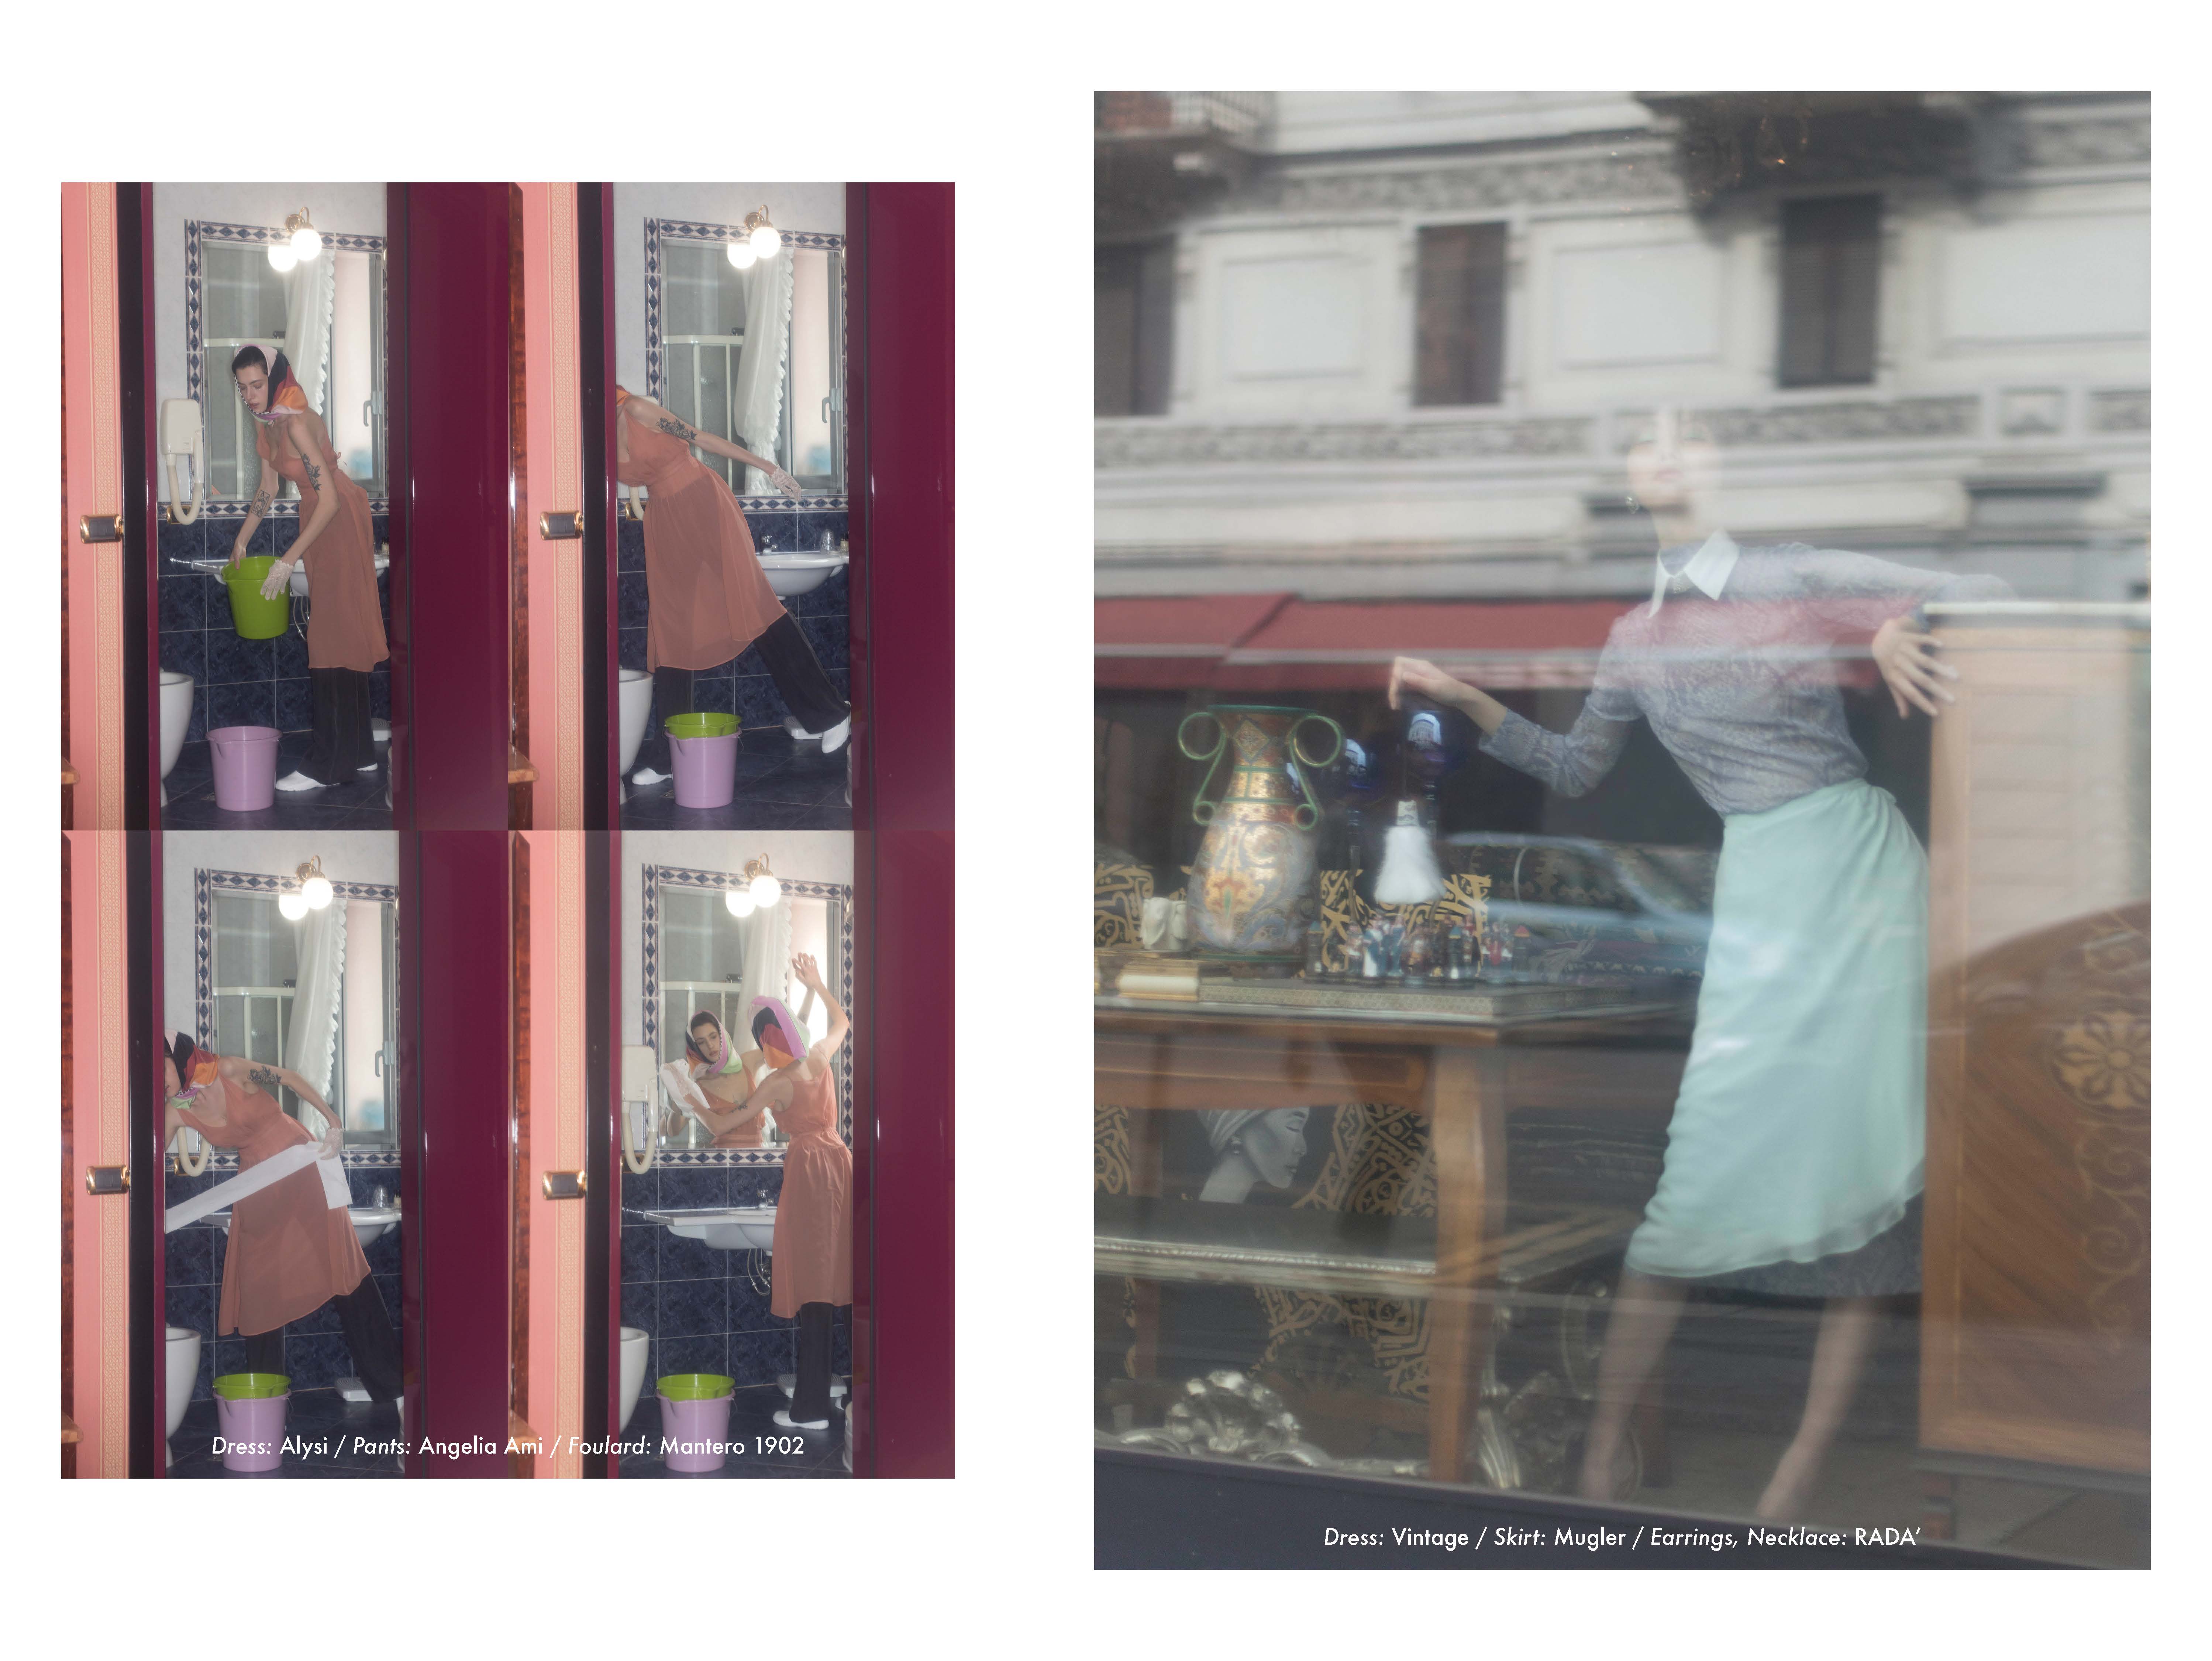 Dress: Alysi / Pants: Angelia Ami / Foulard: Mantero 1902
Dress: Vintage / Skirt: Mugler / Earrings, Necklace: RADA’